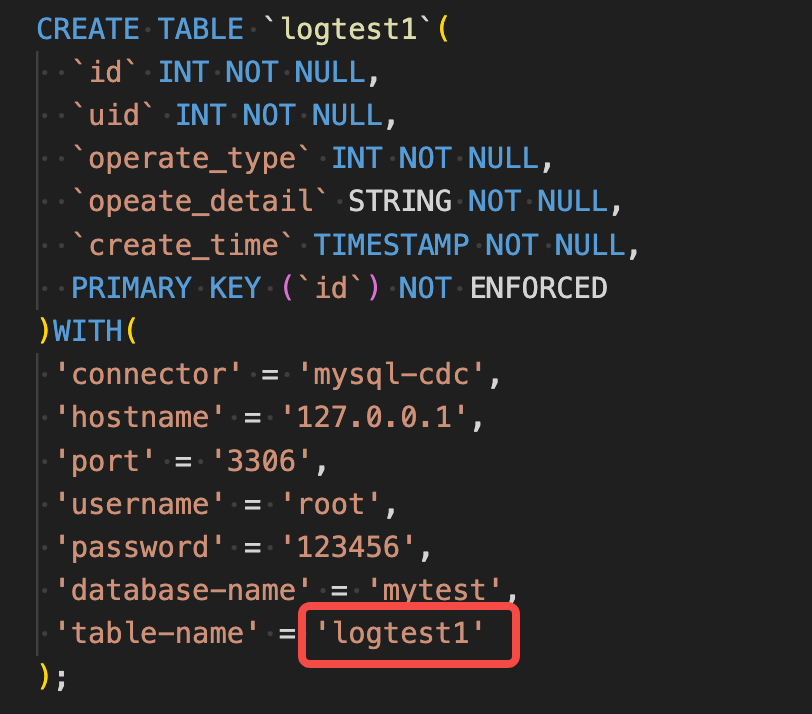 CREATE TABLE `logtest1`(
`id` INT NOT NULL,
`uid` INT NOT NULL,
`operate_type` INT NOT NULL,
`opeate_detail` STRING NOT NULL,
`create_time` TIMESTAMP NOT NULL,
PRIMARY KEY (`id`) NOT ENFORCED
)WITH(
'connector' = 'mysql-cdc',
'hostname' = '127.0.0.1',
'port' = '3306',
'username' = 'root',
'password' = '123456',
'database-name' = 'mytest',
'table-name' = 'logtest1'
);